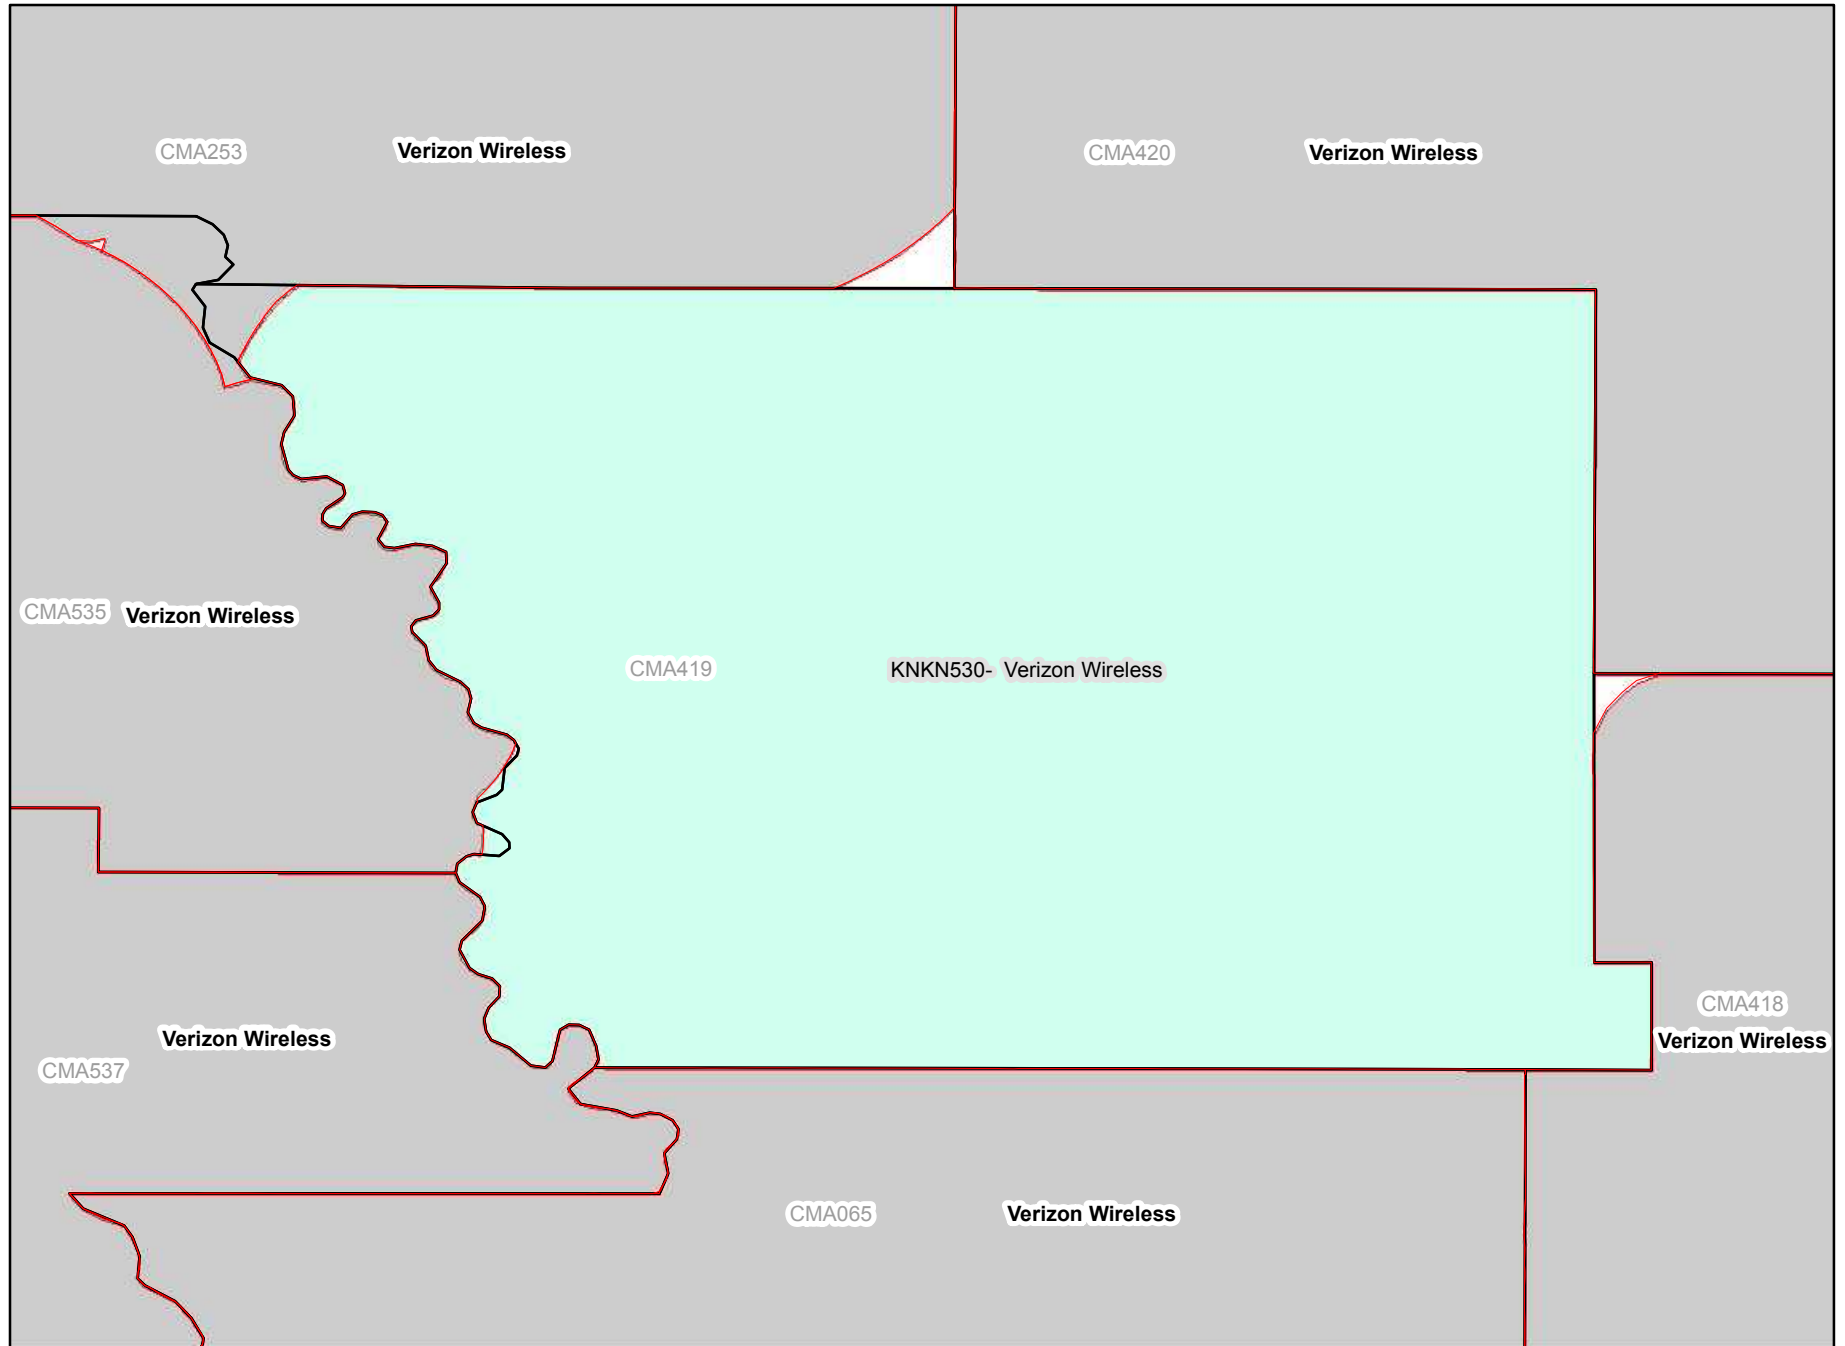 CMA253 Verizon Wireless
CMA420 Verizon Wireless
CMA535 Verizon Wireless
CMA419 KNKN530- Verizon Wireless
CMA418
Verizon Wireless
Verizon Wireless
CMA537
CMA065 Verizon Wireless